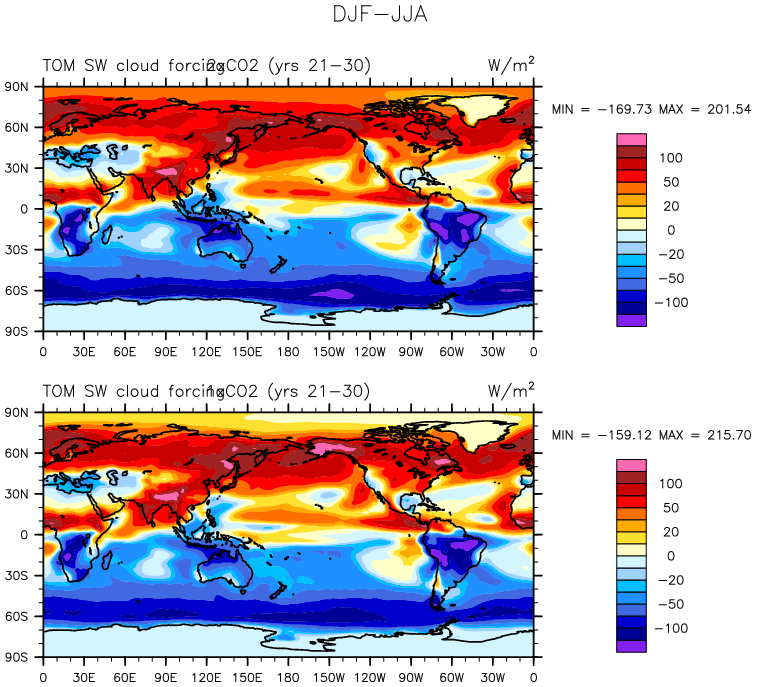 DJF−JJA
TOM SW cloud forcing 2xCO2 (yrs 21−30) W/m²
MIN = −169.73 MAX = 201.54
90N
60N
30N
0
30S
60S
90S
0 30E 60E 90E 120E 150E 180 150W 120W 90W 60W 30W 0
100
50
20
0
−20
−50
−100
TOM SW cloud forcing 1xCO2 (yrs 21−30) W/m²
MIN = −159.12 MAX = 215.70
90N
60N
30N
0
30S
60S
90S
0 30E 60E 90E 120E 150E 180 150W 120W 90W 60W 30W 0
100
50
20
0
−20
−50
−100